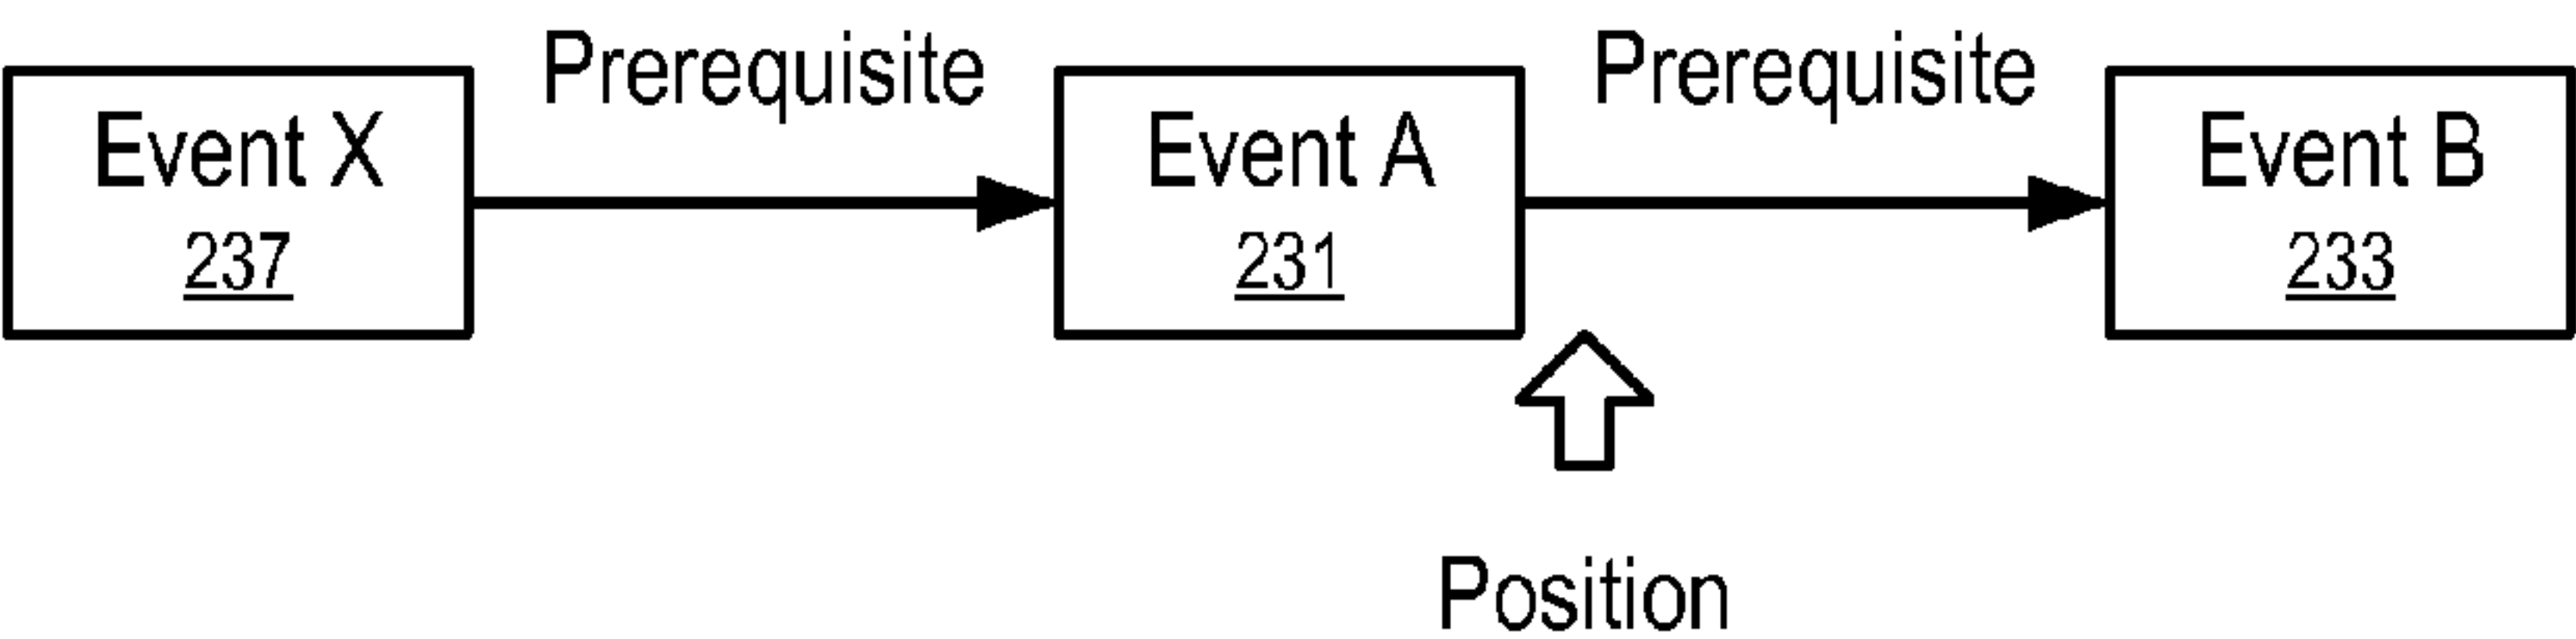 Prerequisite
Prerequisite
Event X
237
Event A
231
Event B
233
Position